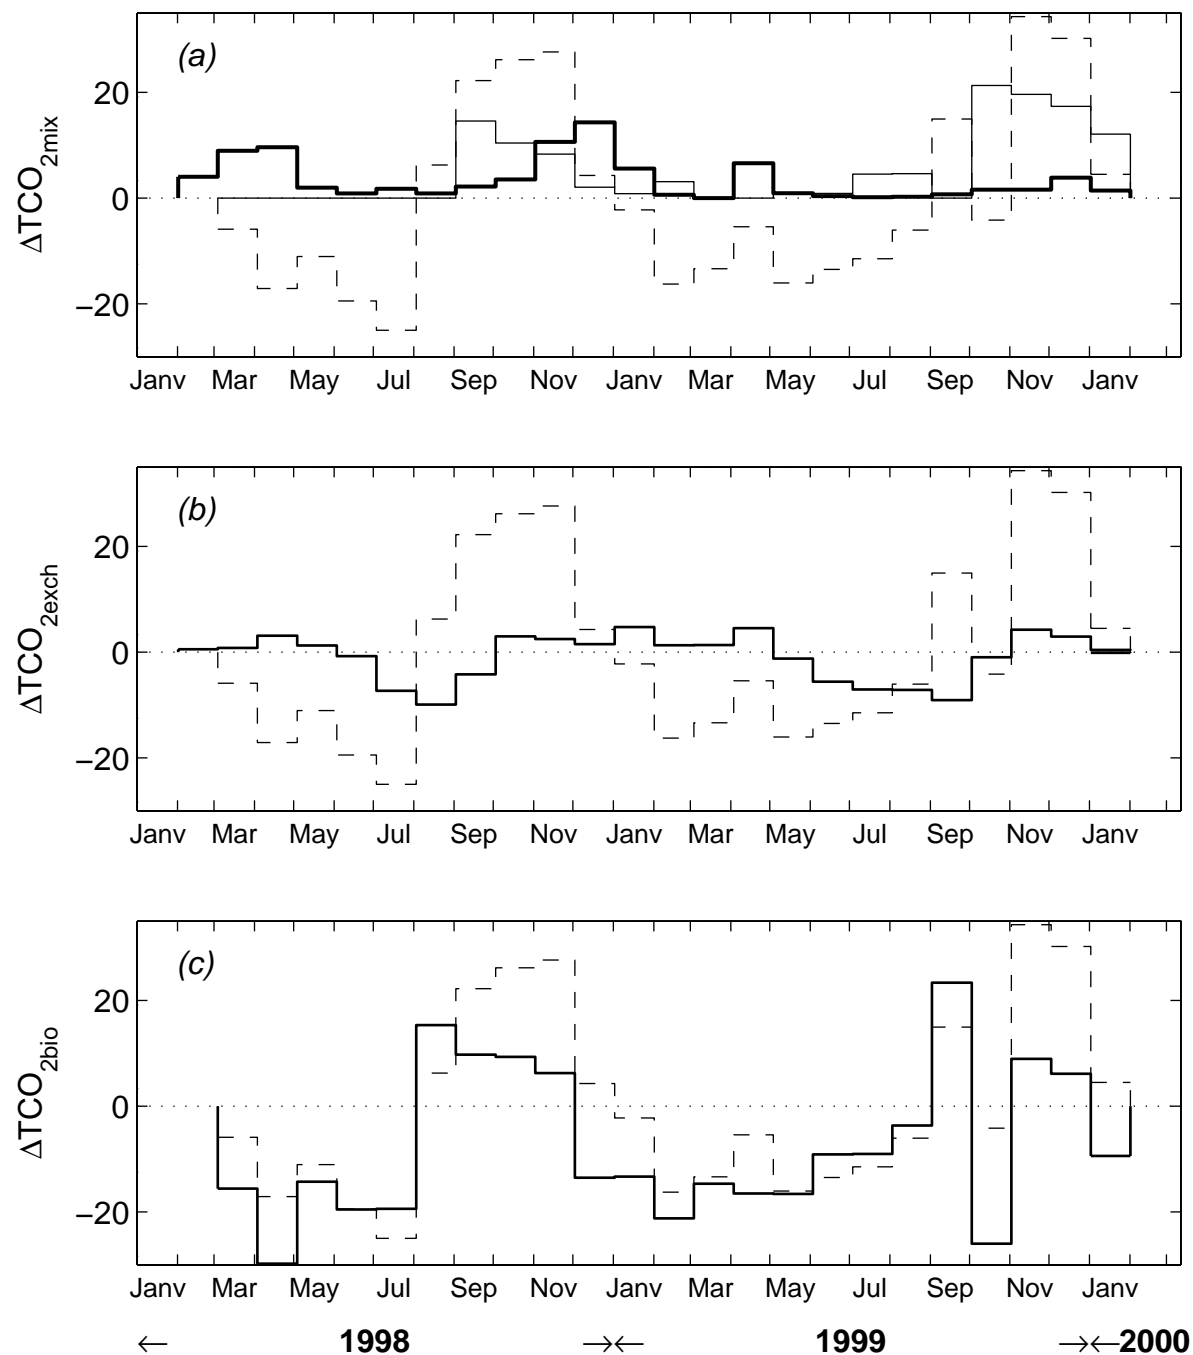 (a)
20
0
−20
ΔTCO2mix
Janv Mar May Jul Sep Nov Janv Mar May Jul Sep Nov Janv
(b)
20
0
−20
ΔTCO2exch
Janv Mar May Jul Sep Nov Janv Mar May Jul Sep Nov Janv
(c)
20
0
−20
ΔTCO2bio
Janv Mar May Jul Sep Nov Janv Mar May Jul Sep Nov Janv
← 1998 →← 1999 →←2000